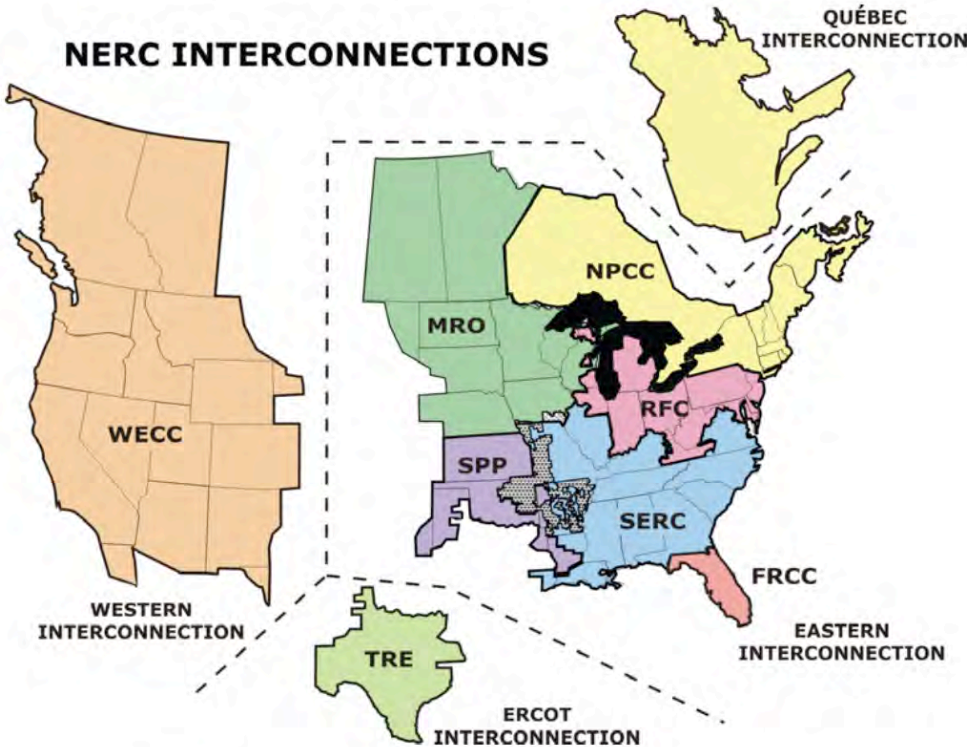 NERC INTERCONNECTIONS
QUÉBEC
INTERCONNECTION
NPCC
MRO
RFC
WECC
SPP
SERC
FRCC
WESTERN
INTERCONNECTION
EASTERN
INTERCONNECTION
TRE
ERCOT
INTERCONNECTION